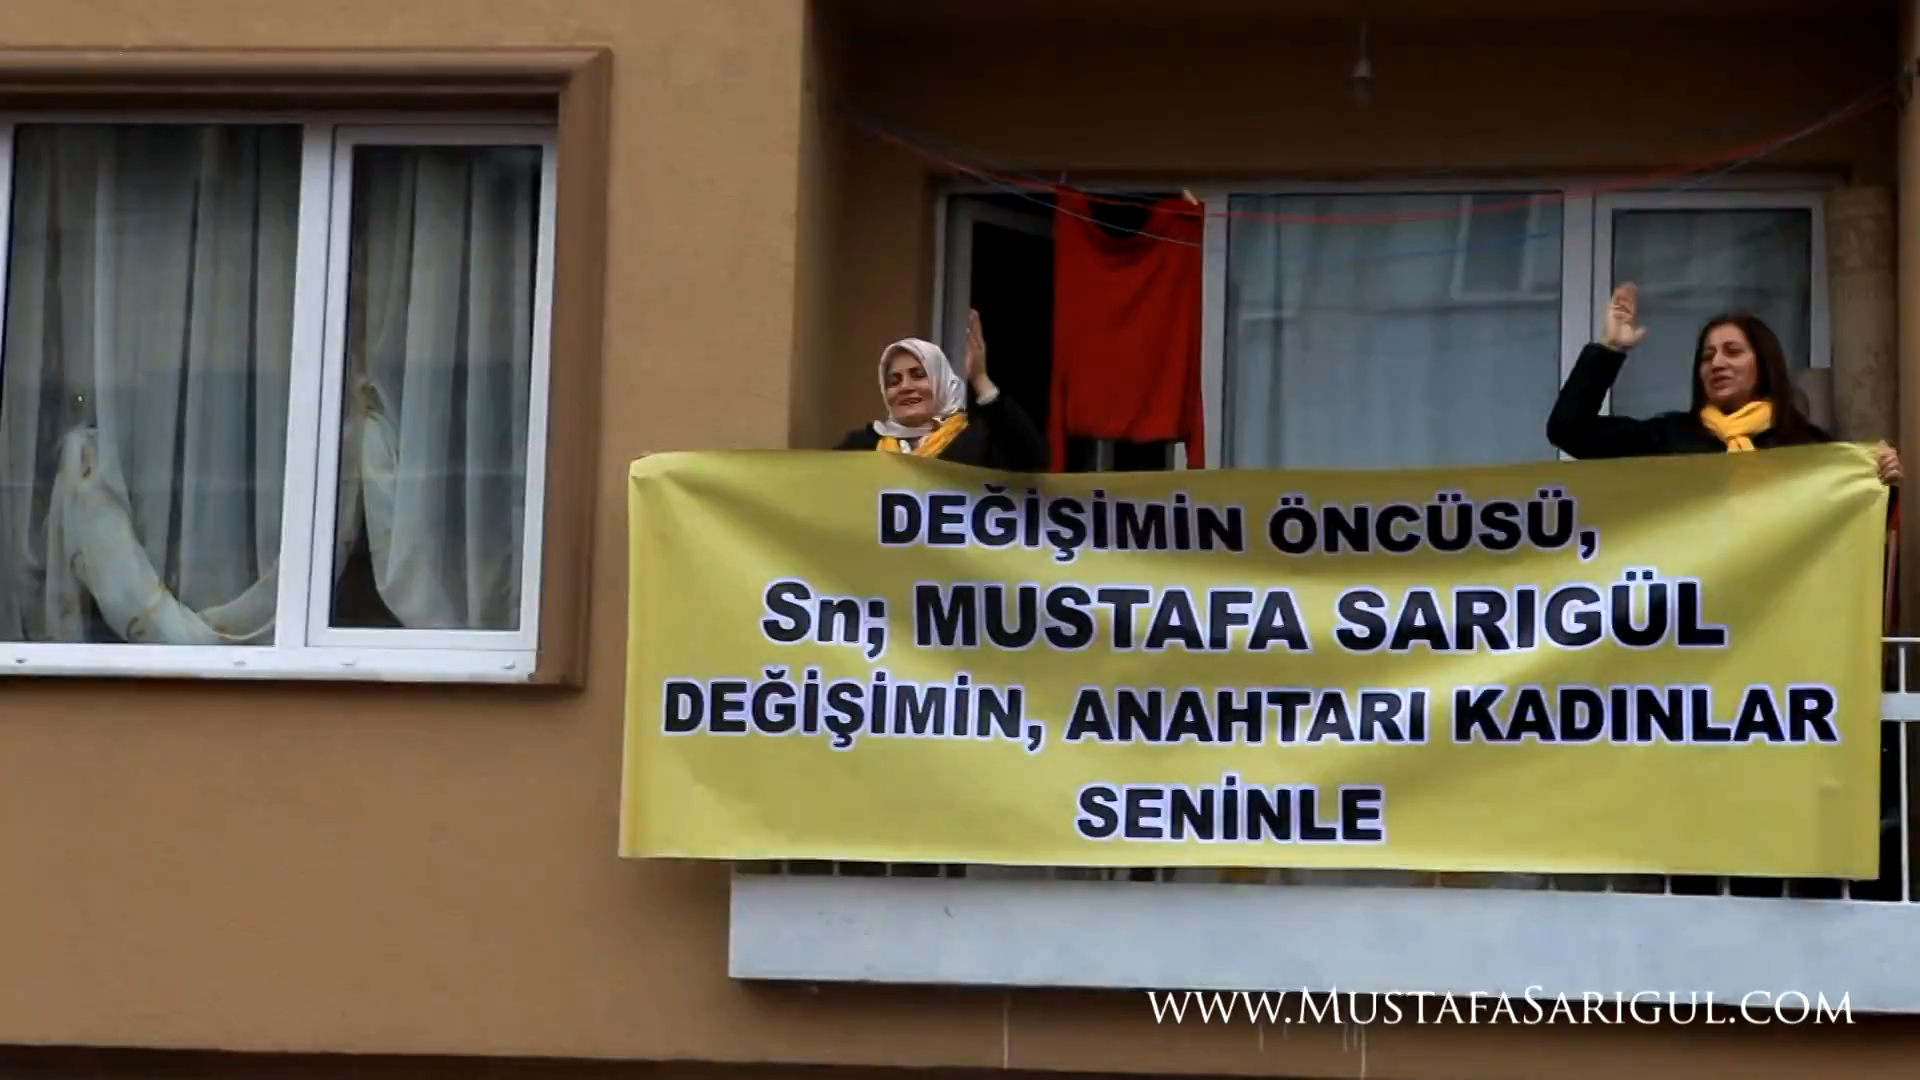 DEĞİŞİMİN ÖNCÜSÜ,
Sn; MUSTAFA SARIGÜL
DEĞİŞİMİN, ANAHTARI KADINLAR
SENİNLE
www.MustafaSarigul.com